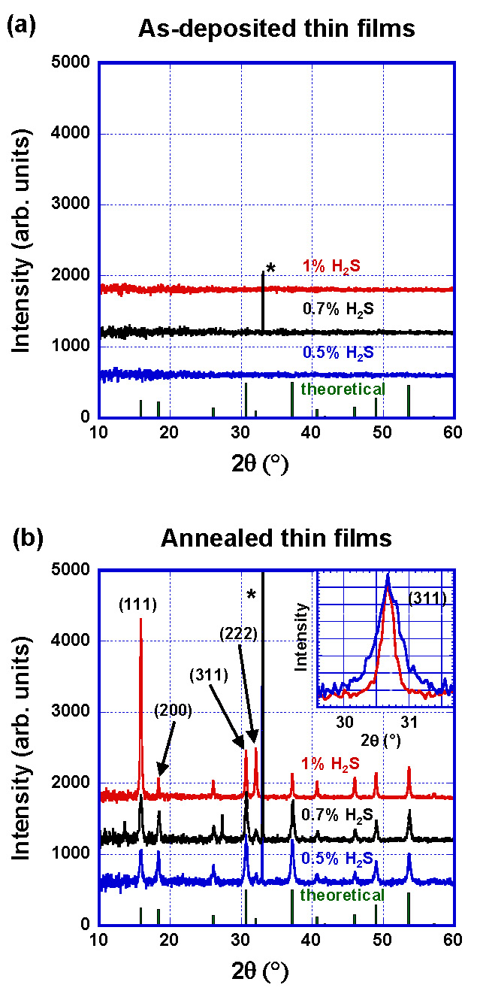 (a) As-deposited thin films
5000
4000
3000
2000
1000
0
Intensity (arb. units)
*
1% H₂S
0.7% H₂S
0.5% H₂S
theoretical
10 20 30 40 50 60
2θ (°)
(b) Annealed thin films
5000
4000
3000
2000
1000
0
Intensity (arb. units)
(111)
(200)
(311)
(222)
*
Intensity
(311)
30 31
2θ (°)
1% H₂S
0.7% H₂S
0.5% H₂S
theoretical
10 20 30 40 50 60
2θ (°)